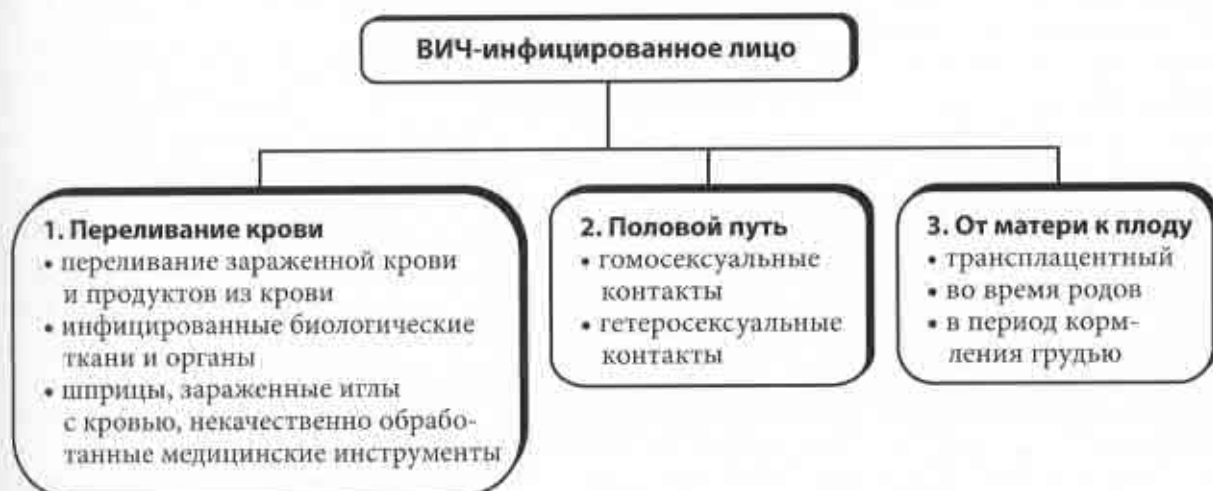 ВИЧ-инфицированное лицо
1. Переливание крови
• переливание зараженной крови
и продуктов из крови
• инфицированные биологические
ткани и органы
• шприцы, зараженные иглы
с кровью, некачественно обрабо-
танные медицинские инструменты
2. Половой путь
• гомосексуальные
контакты
• гетеросексуальные
контакты
3. От матери к плоду
• трансплацентный
• во время родов
• в период корм-
ления грудью